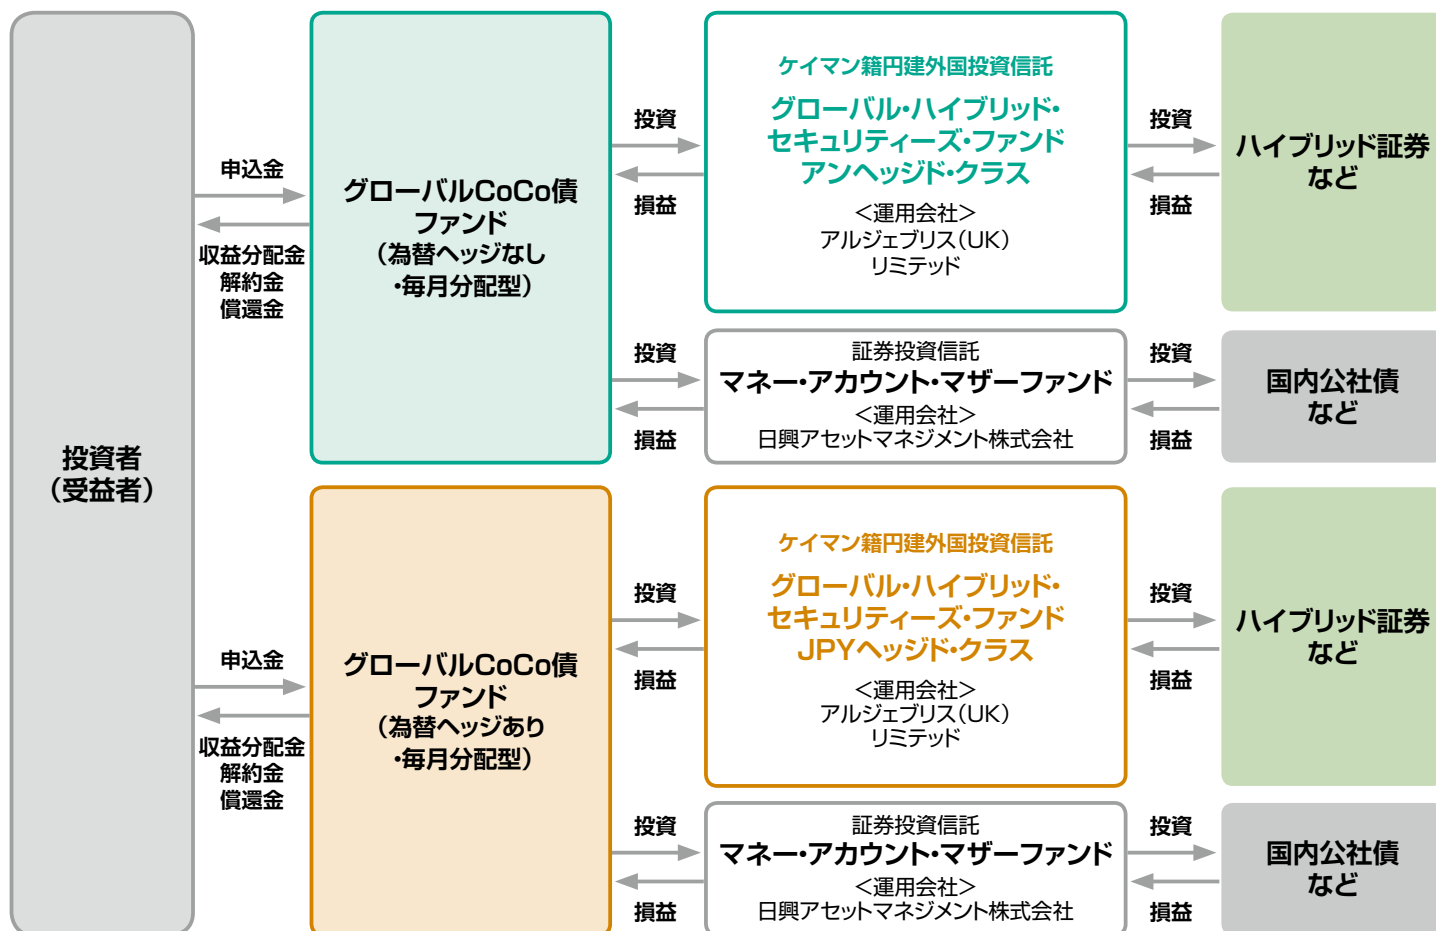 投資者
（受益者）
申込金
収益分配金
解約金
償還金
グローバルCoCo債
ファンド
（為替ヘッジなし
・毎月分配型）
投資
損益
ケイマン籍円建外国投資信託
グローバル・ハイブリッド・
セキュリティーズ・ファンド
アンヘッジド・クラス
＜運用会社＞
アルジェブリス（UK）
リミテッド
投資
損益
ハイブリッド証券
など
投資
損益
証券投資信託
マネー・アカウント・マザーファンド
＜運用会社＞
日興アセットマネジメント株式会社
投資
損益
国内公社債
など
申込金
収益分配金
解約金
償還金
グローバルCoCo債
ファンド
（為替ヘッジあり
・毎月分配型）
投資
損益
ケイマン籍円建外国投資信託
グローバル・ハイブリッド・
セキュリティーズ・ファンド
JPYヘッジド・クラス
＜運用会社＞
アルジェブリス（UK）
リミテッド
投資
損益
ハイブリッド証券
など
投資
損益
証券投資信託
マネー・アカウント・マザーファンド
＜運用会社＞
日興アセットマネジメント株式会社
投資
損益
国内公社債
など